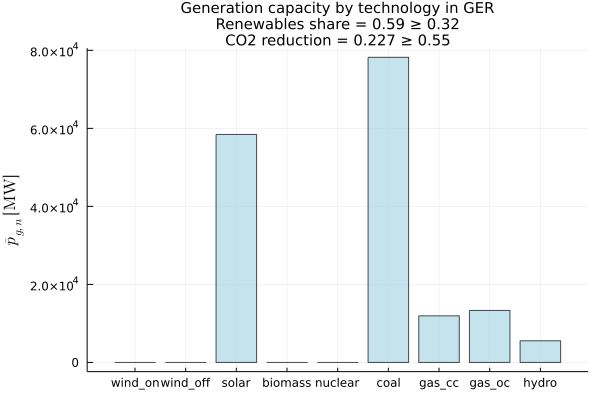 Generation capacity by technology in GER
Renewables share = 0.59 ≥ 0.32
CO2 reduction = 0.227 ≥ 0.55
8.0×10⁴
6.0×10⁴
4.0×10⁴
2.0×10⁴
0
p̄g,n [MW]
wind_on wind_off solar biomass nuclear coal gas_cc gas_oc hydro